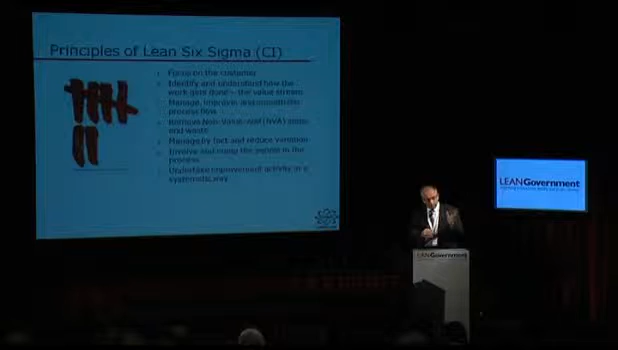 Principles of Lean Six Sigma (CI)
Focus on the customer
Identify and understand how the
work gets done – the value stream
Manage, improve and smooth the
process flow
Remove Non-Value-Add (NVA) steps
and waste
Manage by fact and reduce variation
Involve and equip the people in the
process
Undertake improvement activity in a
systematic way
LEANGovernment
LEANGovernment